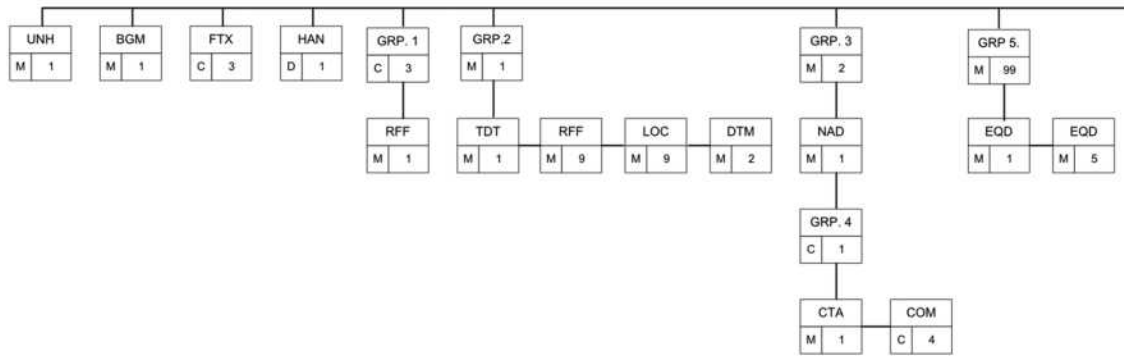 UNH BGM FTX HAN GRP. 1 GRP.2 GRP. 3 GRP 5.
M 1 M 1 C 3 D 1 C 3 M 1 M 2 M 99
RFF TDT RFF LOC DTM NAD EQD EQD
M 1 M 1 M 9 M 9 M 2 M 1 M 1 M 5
GRP. 4
C 1
CTA COM
M 1 C 4